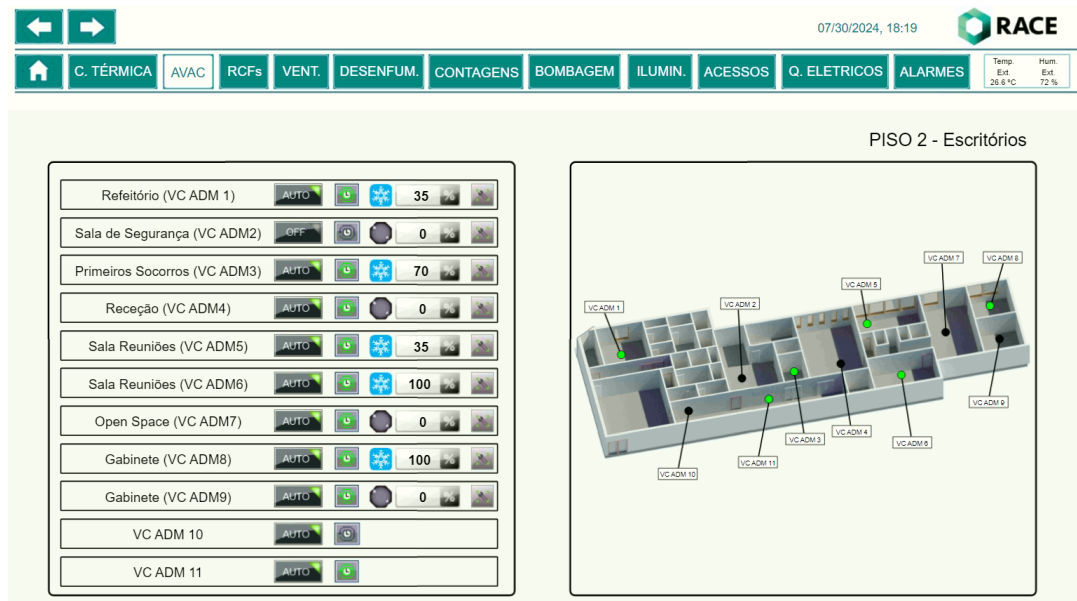 07/30/2024, 18:19
RACE
C. TÉRMICA AVAC RCFs VENT. DESENFUM. CONTAGENS BOMBAGEM ILUMIN. ACESSOS Q. ELETRICOS ALARMES
Temp. Ext. 26.6 ºC
Hum. Ext. 72 %
PISO 2 - Escritórios
Refeitório (VC ADM 1) AUTO 35 %
Sala de Segurança (VC ADM2) OFF 0 %
Primeiros Socorros (VC ADM3) AUTO 70 %
Receção (VC ADM4) AUTO 0 %
Sala Reuniões (VC ADM5) AUTO 35 %
Sala Reuniões (VC ADM6) AUTO 100 %
Open Space (VC ADM7) AUTO 0 %
Gabinete (VC ADM8) AUTO 100 %
Gabinete (VC ADM9) AUTO 0 %
VC ADM 10 AUTO
VC ADM 11 AUTO
VC ADM 7
VC ADM 8
VC ADM 5
VC ADM 1
VC ADM 2
VC ADM 9
VC ADM 4
VC ADM 3
VC ADM 6
VC ADM 11
VC ADM 10